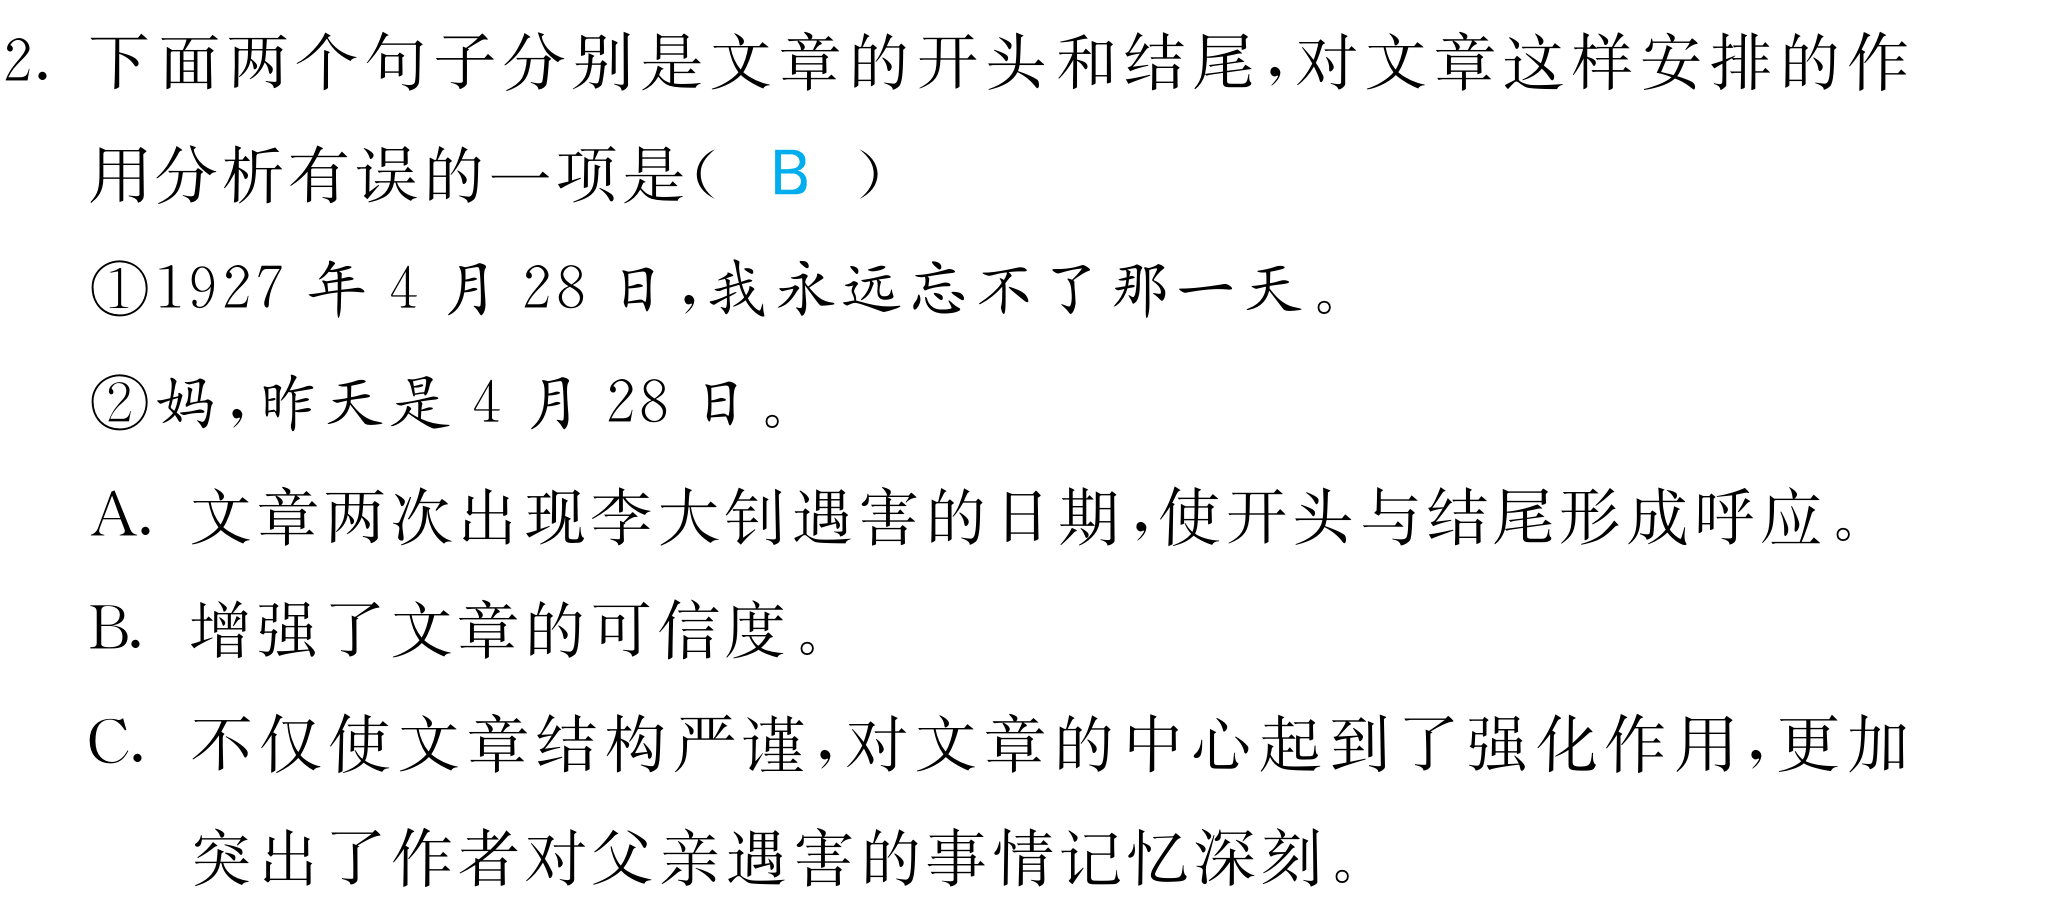 2. 下面两个句子分别是文章的开头和结尾,对文章这样安排的作
用分析有误的一项是( B )
①1927 年 4 月 28 日,我永远忘不了那一天。
②妈,昨天是 4 月 28 日。
A. 文章两次出现李大钊遇害的日期,使开头与结尾形成呼应。
B. 增强了文章的可信度。
C. 不仅使文章结构严谨,对文章的中心起到了强化作用,更加
突出了作者对父亲遇害的事情记忆深刻。